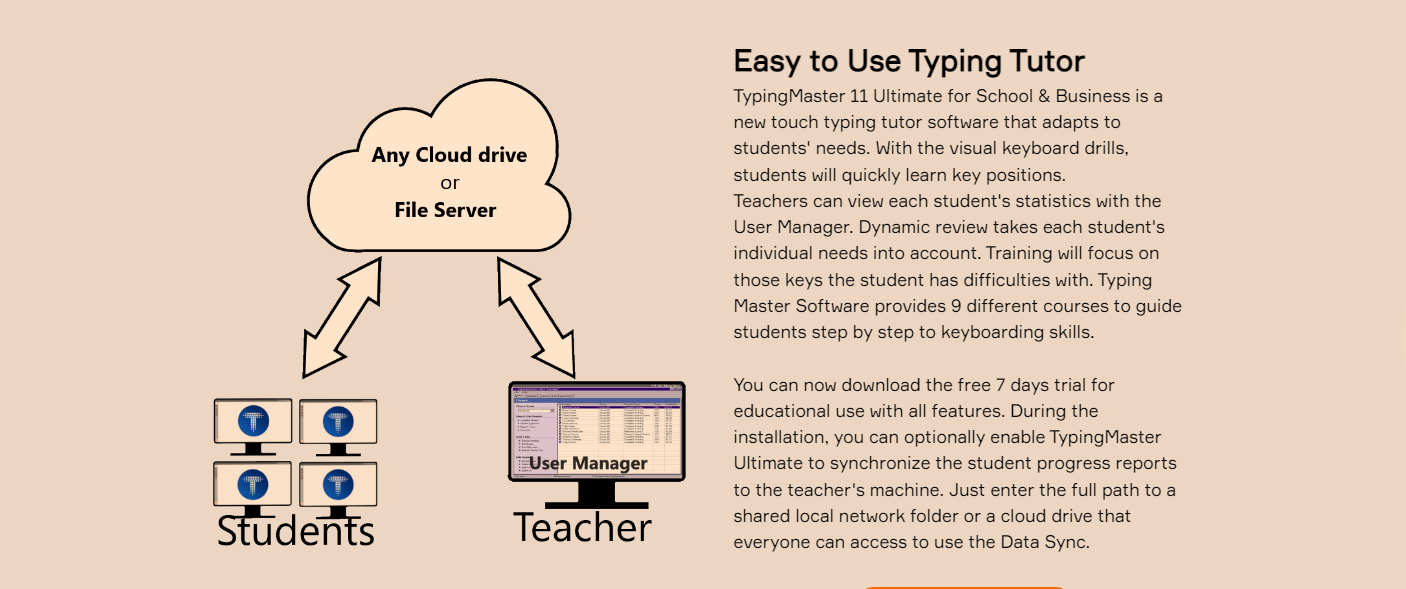 Easy to Use Typing Tutor
TypingMaster 11 Ultimate for School & Business is a
new touch typing tutor software that adapts to
students' needs. With the visual keyboard drills,
students will quickly learn key positions.
Teachers can view each student's statistics with the
User Manager. Dynamic review takes each student's
individual needs into account. Training will focus on
those keys the student has difficulties with. Typing
Master Software provides 9 different courses to guide
students step by step to keyboarding skills.
You can now download the free 7 days trial for
educational use with all features. During the
installation, you can optionally enable TypingMaster
Ultimate to synchronize the student progress reports
to the teacher's machine. Just enter the full path to a
shared local network folder or a cloud drive that
everyone can access to use the Data Sync.
Any Cloud drive
or
File Server
User Manager
Students
Teacher